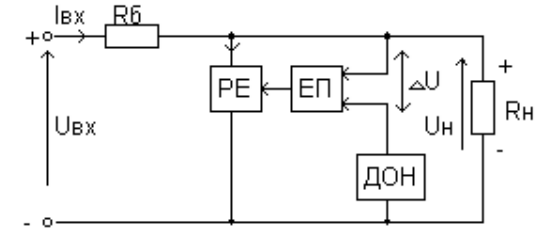 Iвх Rб
+
РЕ ЕП ΔU
+
Uвх Uн Rн
-
ДОН
-